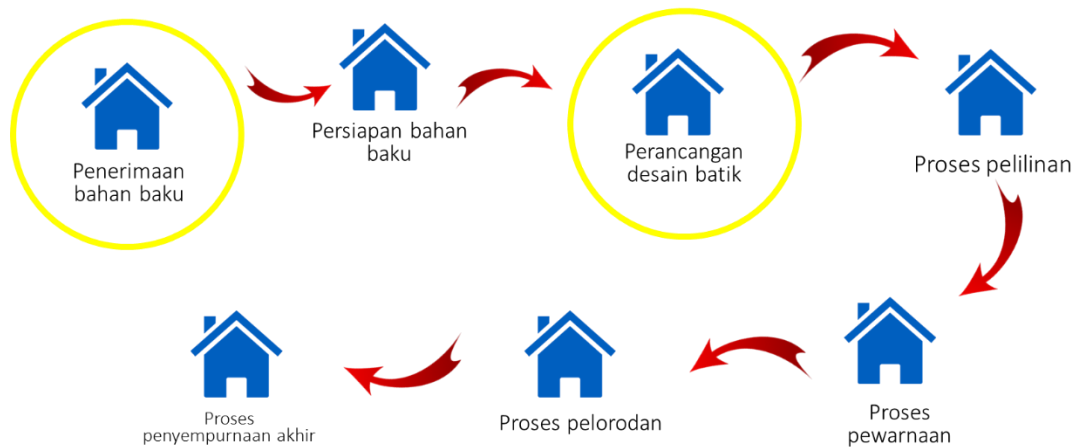 Penerimaan
bahan baku
Persiapan bahan
baku
Perancangan
desain batik
Proses pelilinan
Proses
pewarnaan
Proses pelorodan
Proses
penyempurnaan akhir